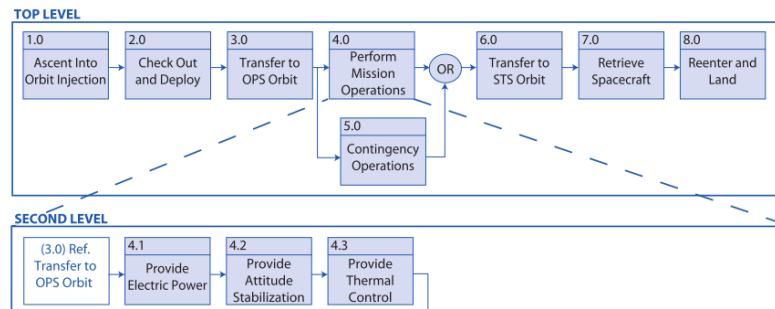 TOP LEVEL
1.0
Ascent Into
Orbit Injection
2.0
Check Out
and Deploy
3.0
Transfer to
OPS Orbit
4.0
Perform
Mission
Operations
OR
6.0
Transfer to
STS Orbit
7.0
Retrieve
Spacecraft
8.0
Reenter and
Land
5.0
Contingency
Operations
SECOND LEVEL
(3.0) Ref.
Transfer to
OPS Orbit
4.1
Provide
Electric Power
4.2
Provide
Attitude
Stabilization
4.3
Provide
Thermal
Control